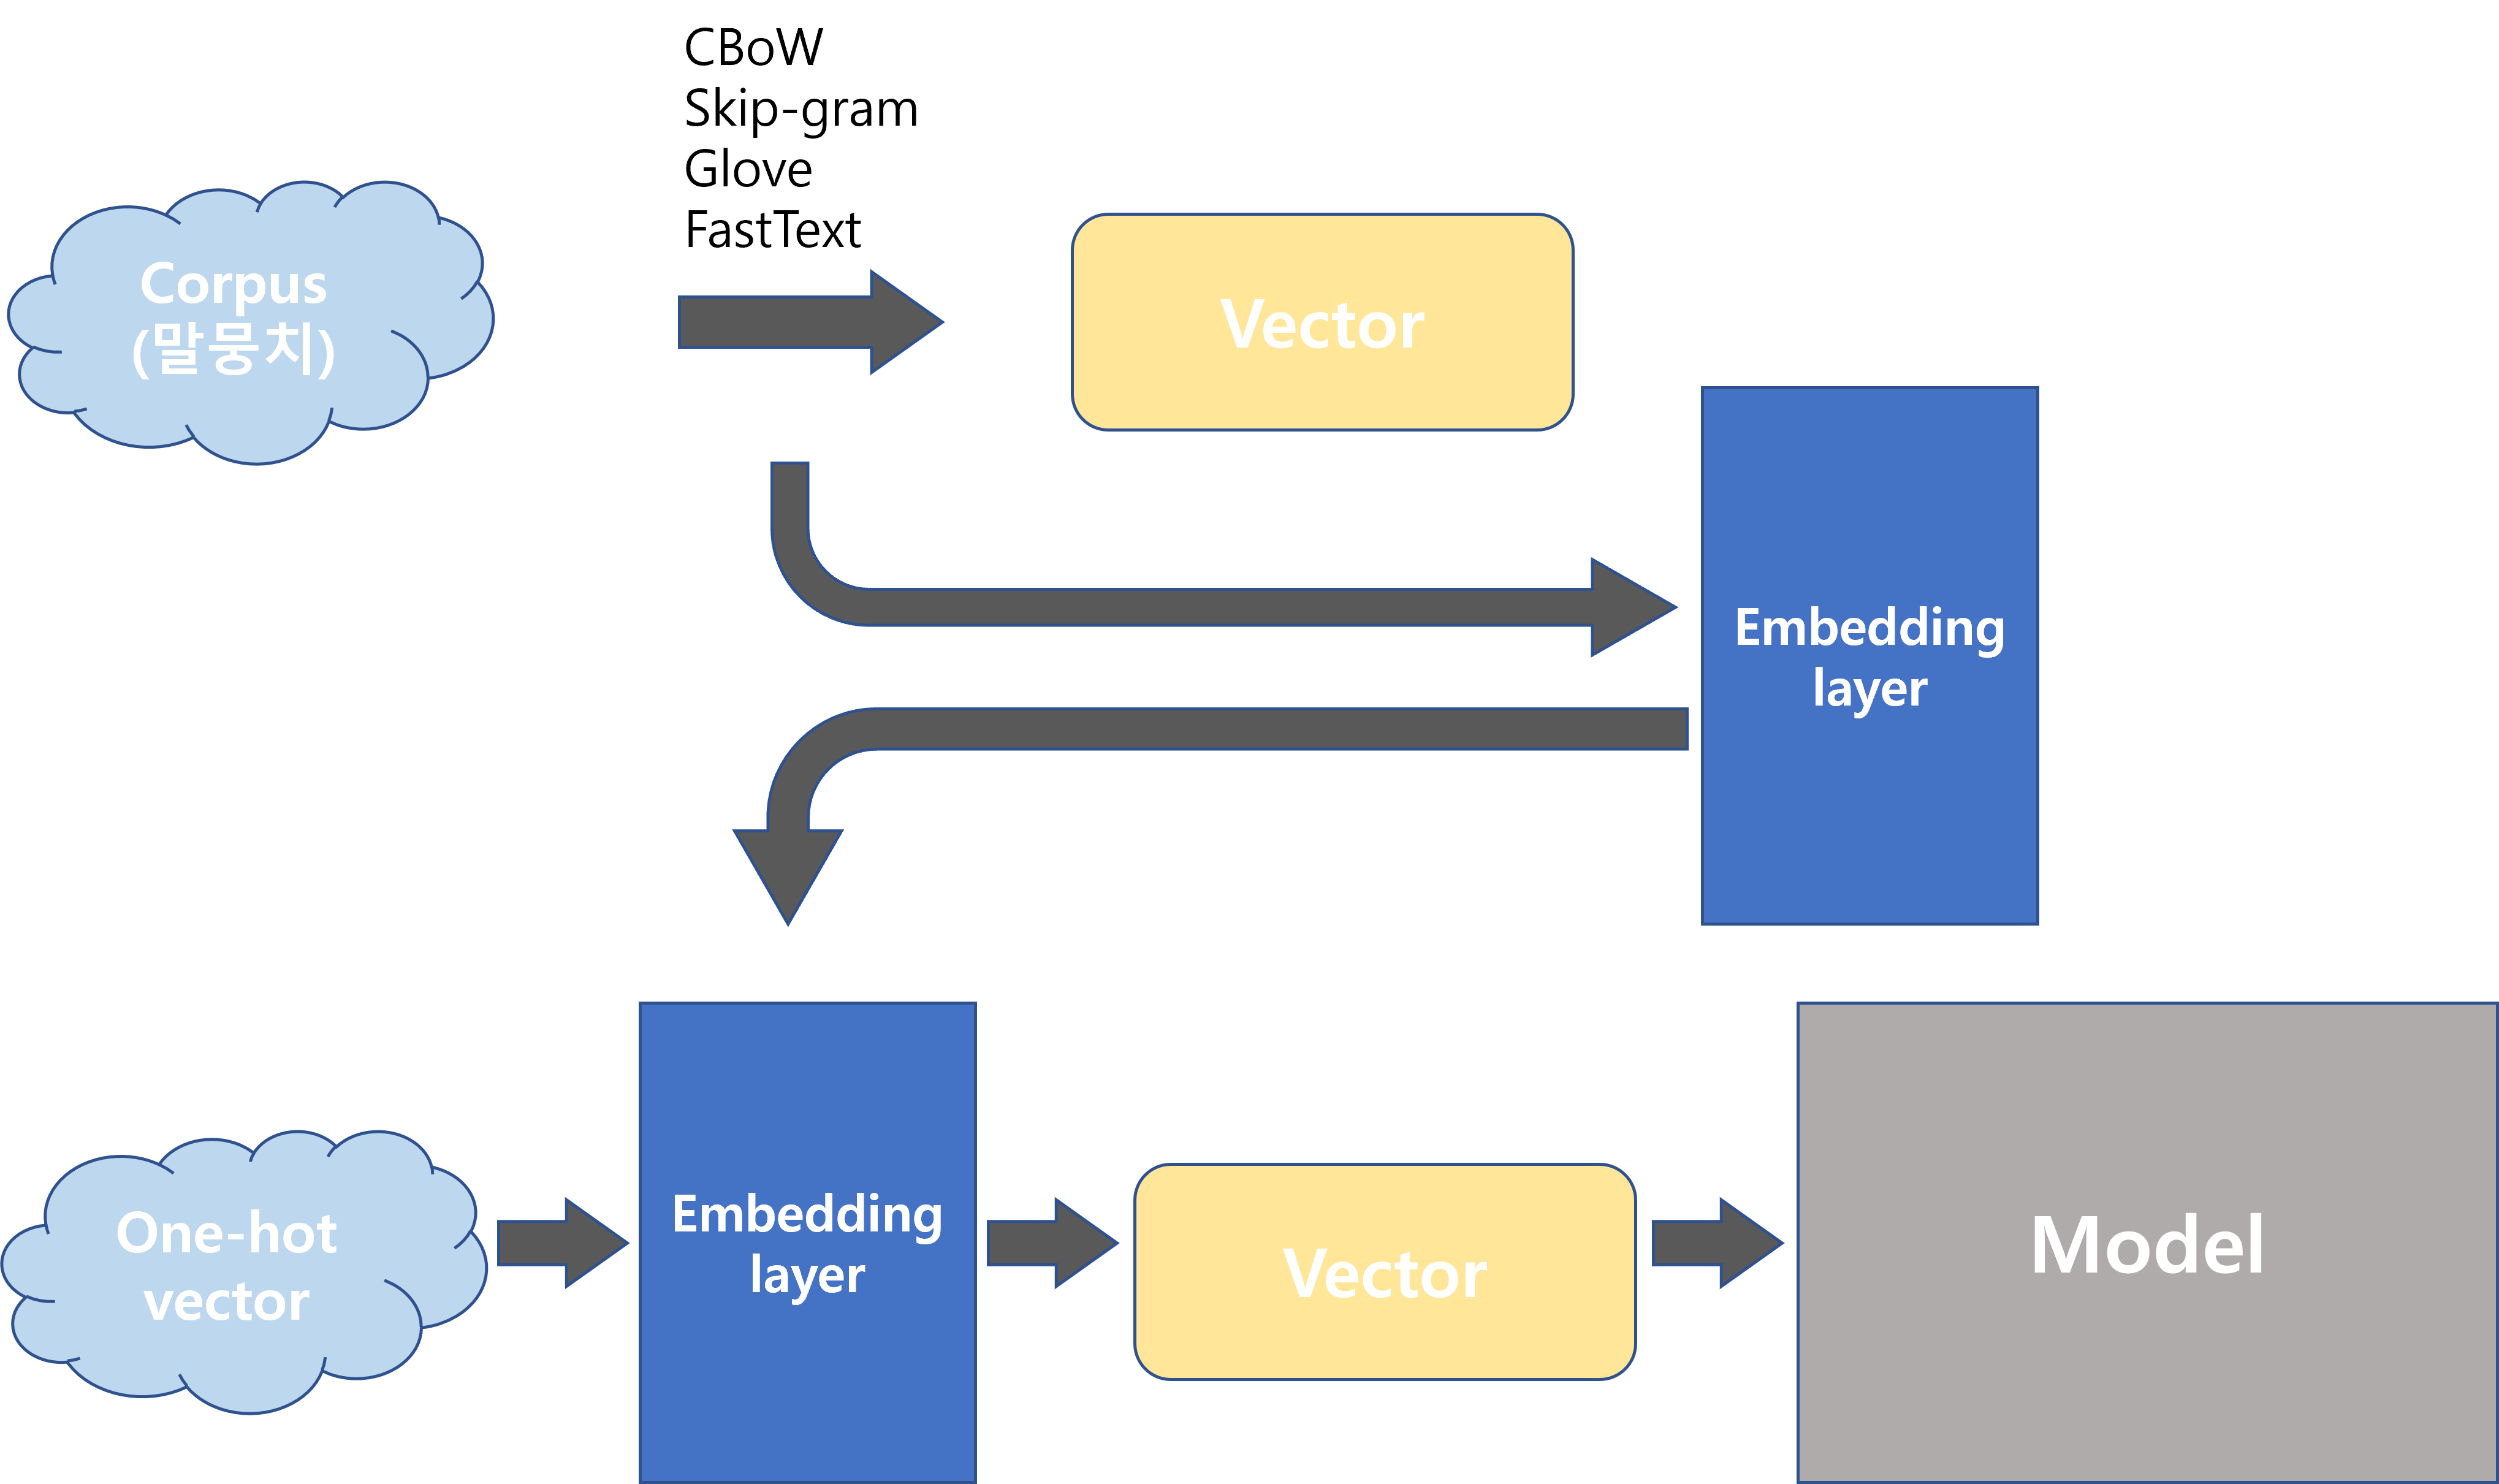 CBoW
Skip-gram
Glove
FastText
Corpus
(말뭉치)
Vector
Embedding
layer
One-hot
vector
Embedding
layer
Vector
Model